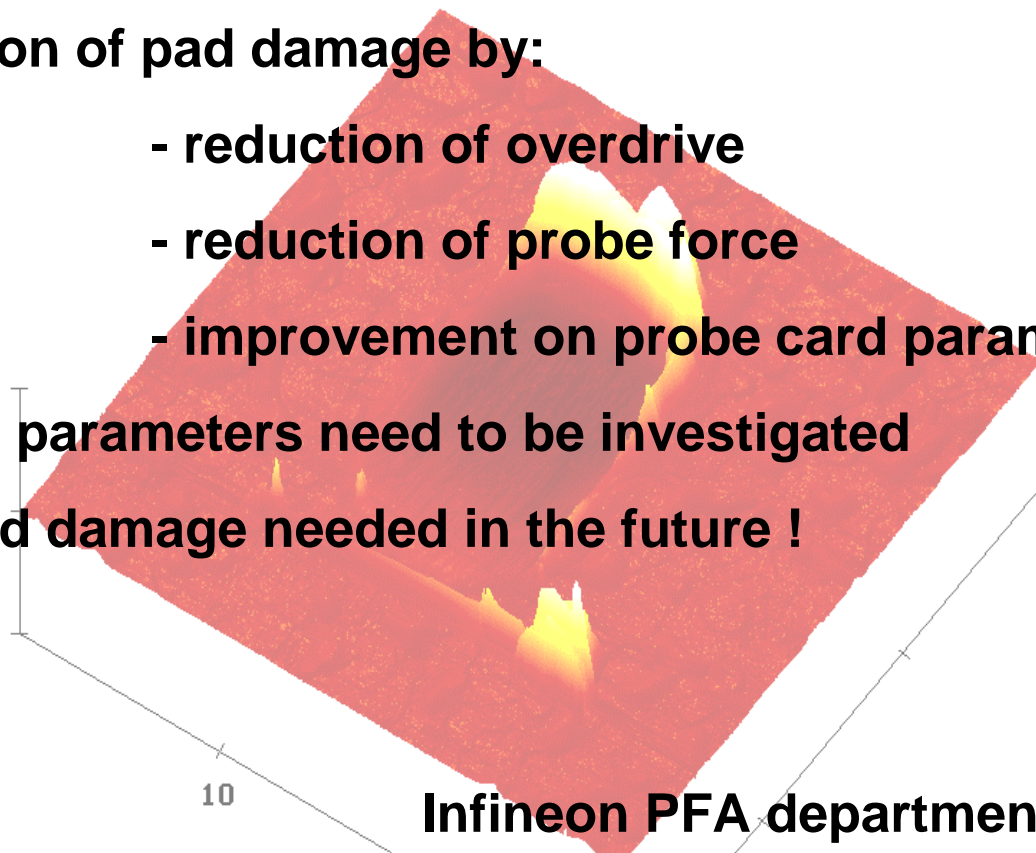 on of pad damage by:
- reduction of overdrive
- reduction of probe force
- improvement on probe card param
parameters need to be investigated
d damage needed in the future !
10
Infineon PFA departmen